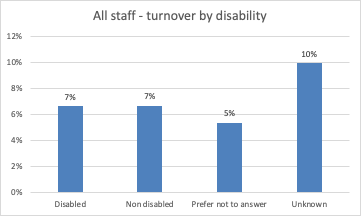 All staff - turnover by disability
12%
10%
8%
6%
4%
2%
0%
7%
7%
5%
10%
Disabled
Non disabled
Prefer not to answer
Unknown